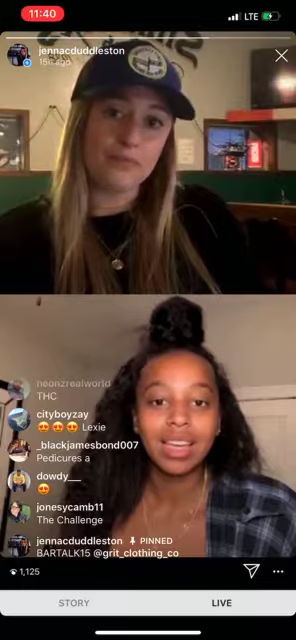 11:40
LTE
jennacduddleston
15h ago
neonzrealworld
THC
cityboyzay
😍😍😍 Lexie
_blackjamesbond007
Pedicures a
dowdy___
😍
jonesycamb11
The Challenge
jennacduddleston 📌 PINNED
BARTALK15 @grit_clothing_co
1,125
STORY
LIVE